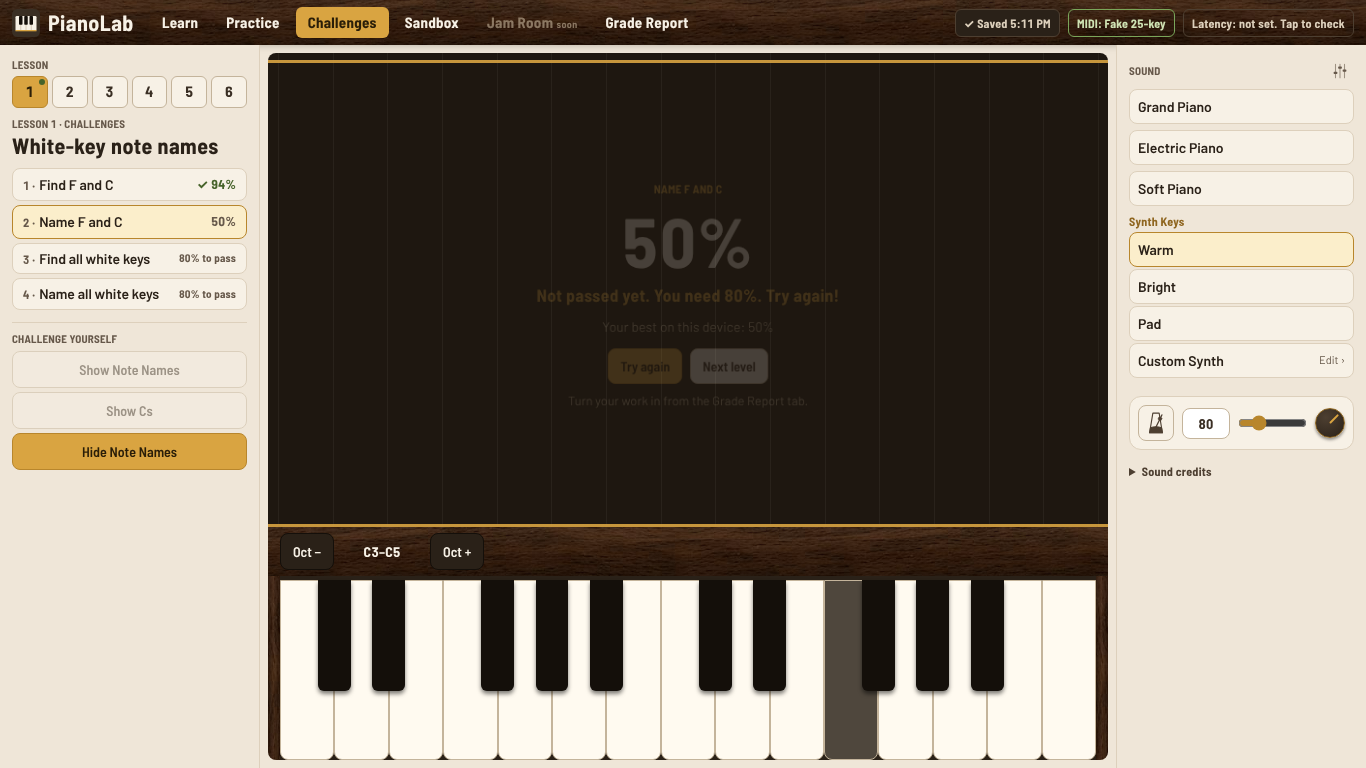 PianoLab
Learn
Practice
Challenges
Sandbox
Jam Room soon
Grade Report
✓ Saved 5:11 PM
MIDI: Fake 25-key
Latency: not set. Tap to check
LESSON
1
2
3
4
5
6
LESSON 1 · CHALLENGES
White-key note names
1 · Find F and C ✓ 94%
2 · Name F and C 50%
3 · Find all white keys 80% to pass
4 · Name all white keys 80% to pass
CHALLENGE YOURSELF
Show Note Names
Show Cs
Hide Note Names
NAME F AND C
50%
Not passed yet. You need 80%. Try again!
Your best on this device: 50%
Try again
Next level
Turn your work in from the Grade Report tab.
Oct −
C3–C5
Oct +
SOUND
Grand Piano
Electric Piano
Soft Piano
Synth Keys
Warm
Bright
Pad
Custom Synth Edit ›
80
Sound credits